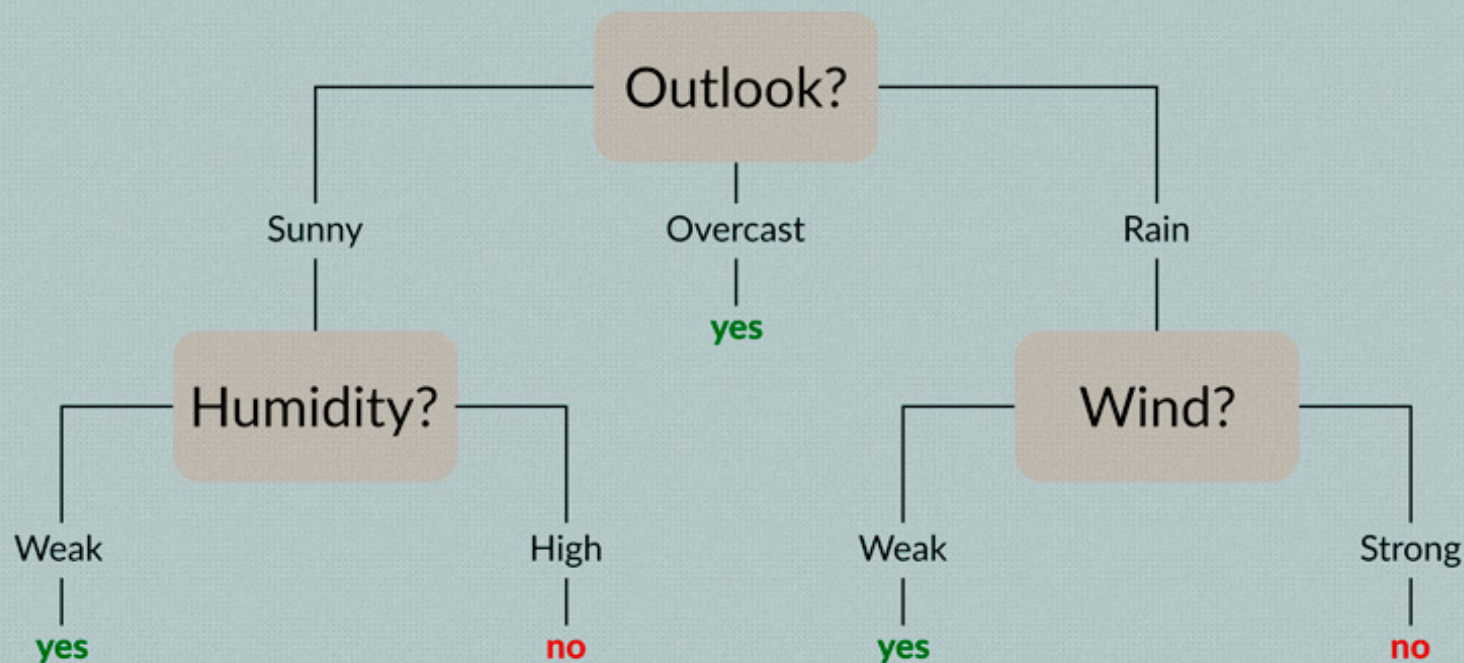 Outlook?
Sunny
Overcast
Rain
yes
Humidity?
Wind?
Weak
High
Weak
Strong
yes
no
yes
no